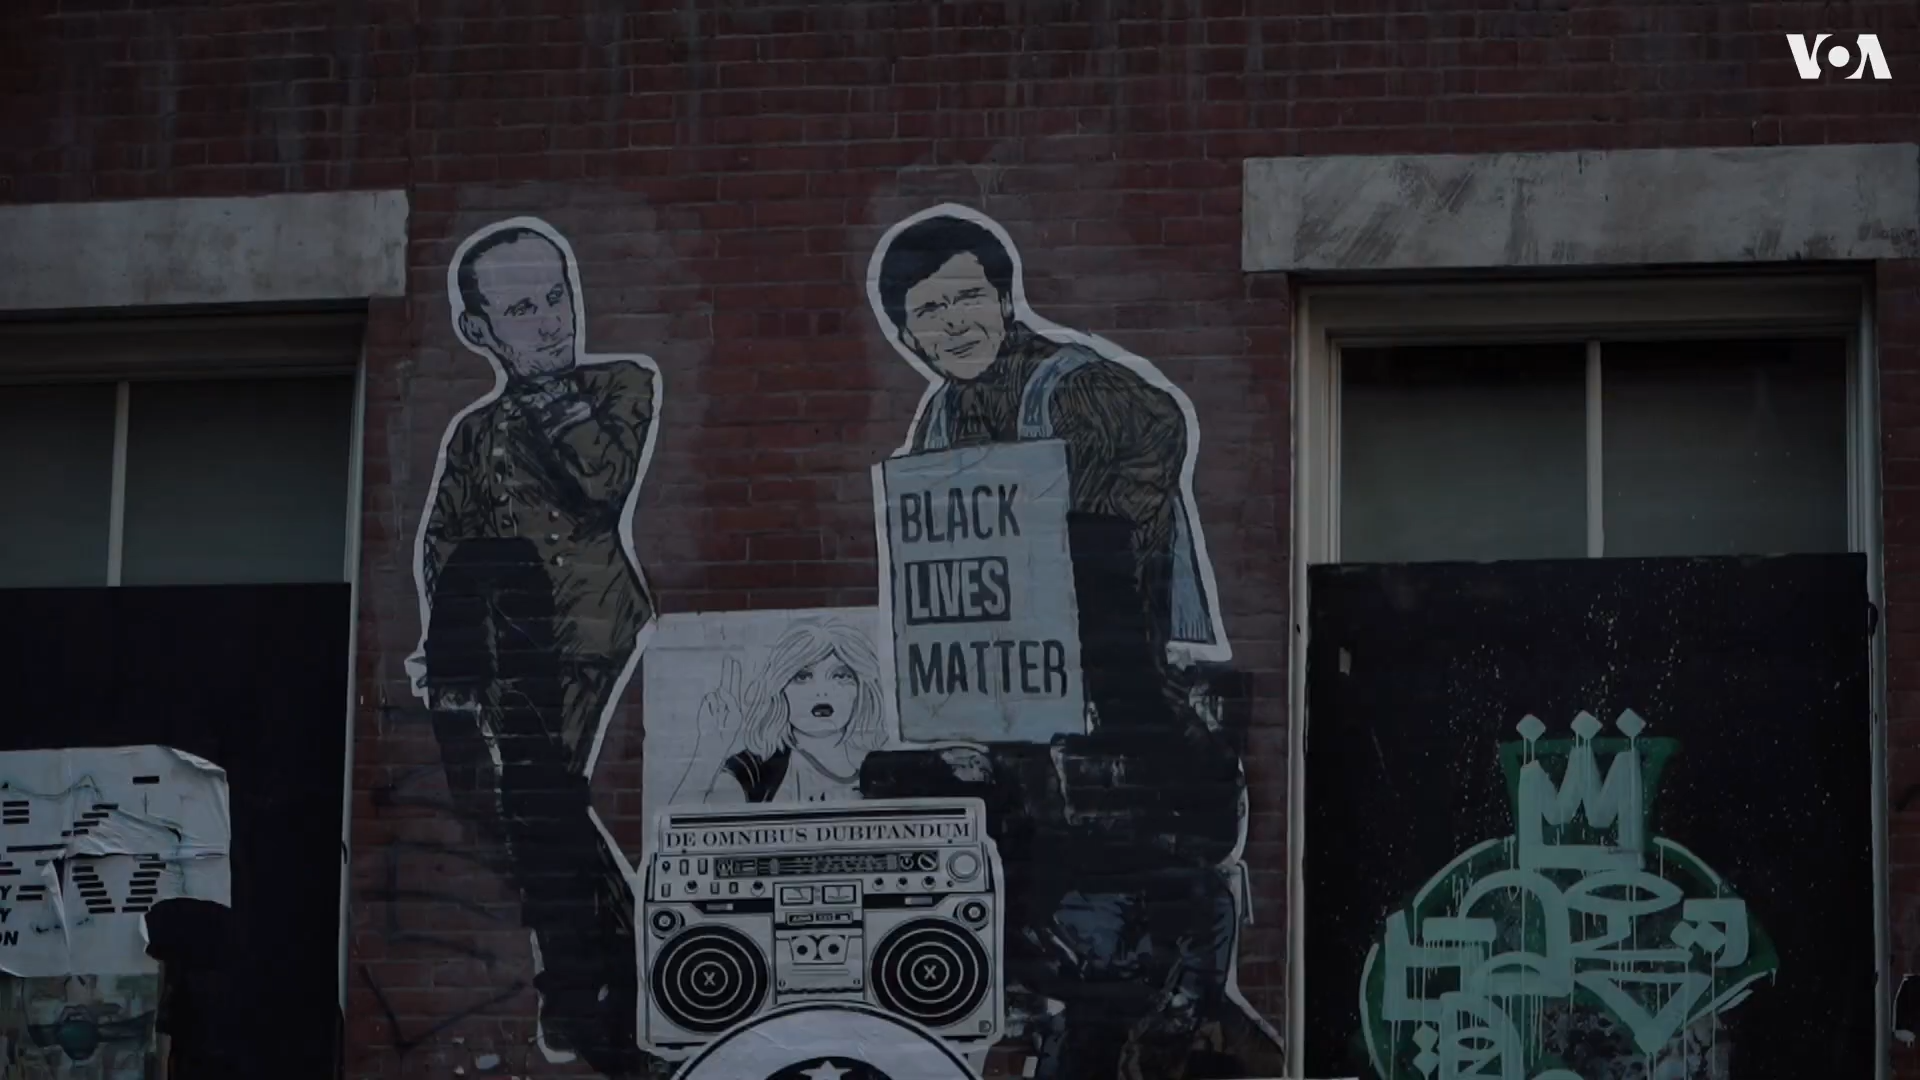 VOA
BLACK
LIVES
MATTER
DE OMNIBUS DUBITANDUM
X X